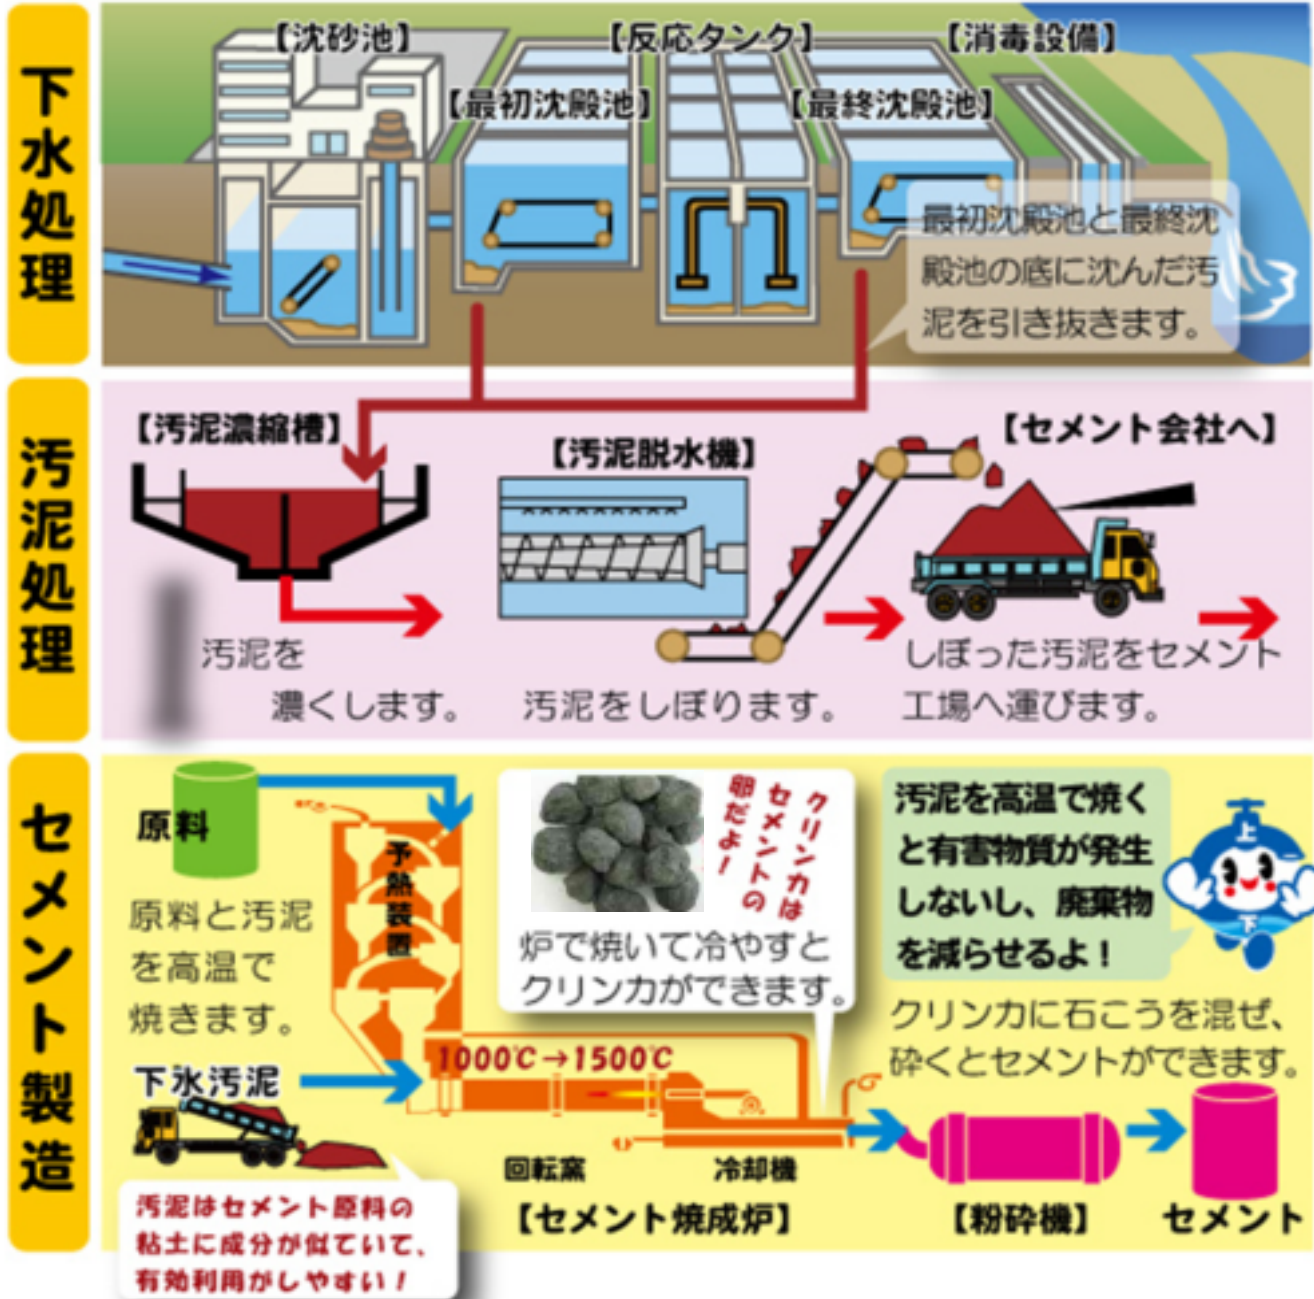 下水処理
【沈砂池】
【反応タンク】
【消毒設備】
【最初沈殿池】
【最終沈殿池】
最初沈殿池と最終沈
殿池の底に沈んだ汚
泥を引き抜きます。
汚泥処理
【汚泥濃縮槽】
【汚泥脱水機】
【セメント会社へ】
汚泥を
濃くします。
汚泥をしぼります。
しぼった汚泥をセメント
工場へ運びます。
セメント製造
原料
原料と汚泥
を高温で
焼きます。
予熱装置
クリンカは
セメントの
卵だよ！
炉で焼いて冷やすと
クリンカができます。
汚泥を高温で焼く
と有害物質が発生
しないし、廃棄物
を減らせるよ！
上
下
クリンカに石こうを混ぜ、
砕くとセメントができます。
1000℃→1500℃
下水汚泥
回転窯
冷却機
【セメント焼成炉】
【粉砕機】
セメント
汚泥はセメント原料の
粘土に成分が似ていて、
有効利用がしやすい！